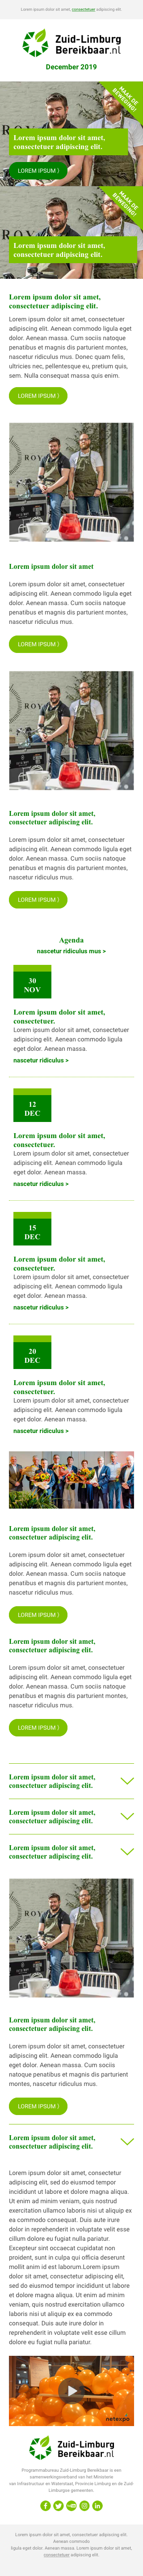 Lorem ipsum dolor sit amet, consectetuer adipiscing elit.
Zuid-Limburg
Bereikbaar.nl
December 2019
MAAK DE
BEWEGING!
Lorem ipsum dolor sit amet,
consectetuer adipiscing elit.
LOREM IPSUM ⟩
MAAK DE
BEWEGING!
Lorem ipsum dolor sit amet,
consectetuer adipiscing elit.
Lorem ipsum dolor sit amet,
consectetuer adipiscing elit.
Lorem ipsum dolor sit amet, consectetuer
adipiscing elit. Aenean commodo ligula eget
dolor. Aenean massa. Cum sociis natoque
penatibus et magnis dis parturient montes,
nascetur ridiculus mus. Donec quam felis,
ultricies nec, pellentesque eu, pretium quis,
sem. Nulla consequat massa quis enim.
LOREM IPSUM ⟩
Lorem ipsum dolor sit amet
Lorem ipsum dolor sit amet, consectetuer
adipiscing elit. Aenean commodo ligula eget
dolor. Aenean massa. Cum sociis natoque
penatibus et magnis dis parturient montes,
nascetur ridiculus mus.
LOREM IPSUM ⟩
Lorem ipsum dolor sit amet,
consectetuer adipiscing elit.
Lorem ipsum dolor sit amet, consectetuer
adipiscing elit. Aenean commodo ligula eget
dolor. Aenean massa. Cum sociis natoque
penatibus et magnis dis parturient montes,
nascetur ridiculus mus.
LOREM IPSUM ⟩
Agenda
nascetur ridiculus mus >
30
NOV
Lorem ipsum dolor sit amet,
consectetuer.
Lorem ipsum dolor sit amet, consectetuer
adipiscing elit. Aenean commodo ligula
eget dolor. Aenean massa.
nascetur ridiculus >
12
DEC
Lorem ipsum dolor sit amet,
consectetuer.
Lorem ipsum dolor sit amet, consectetuer
adipiscing elit. Aenean commodo ligula
eget dolor. Aenean massa.
nascetur ridiculus >
15
DEC
Lorem ipsum dolor sit amet,
consectetuer.
Lorem ipsum dolor sit amet, consectetuer
adipiscing elit. Aenean commodo ligula
eget dolor. Aenean massa.
nascetur ridiculus >
20
DEC
Lorem ipsum dolor sit amet,
consectetuer.
Lorem ipsum dolor sit amet, consectetuer
adipiscing elit. Aenean commodo ligula
eget dolor. Aenean massa.
nascetur ridiculus >
Lorem ipsum dolor sit amet,
consectetuer adipiscing elit.
Lorem ipsum dolor sit amet, consectetuer
adipiscing elit. Aenean commodo ligula eget
dolor. Aenean massa. Cum sociis natoque
penatibus et magnis dis parturient montes,
nascetur ridiculus mus.
LOREM IPSUM ⟩
Lorem ipsum dolor sit amet,
consectetuer adipiscing elit.
Lorem ipsum dolor sit amet, consectetuer
adipiscing elit. Aenean commodo ligula eget
dolor. Aenean massa. Cum sociis natoque
penatibus et magnis dis parturient montes,
nascetur ridiculus mus.
LOREM IPSUM ⟩
Lorem ipsum dolor sit amet,
consectetuer adipiscing elit.
Lorem ipsum dolor sit amet,
consectetuer adipiscing elit.
Lorem ipsum dolor sit amet,
consectetuer adipiscing elit.
Lorem ipsum dolor sit amet,
consectetuer adipiscing elit.
Lorem ipsum dolor sit amet, consectetuer
adipiscing elit. Aenean commodo ligula
eget dolor. Aenean massa. Cum sociis
natoque penatibus et magnis dis parturient
montes, nascetur ridiculus mus.
LOREM IPSUM ⟩
Lorem ipsum dolor sit amet,
consectetuer adipiscing elit.
Lorem ipsum dolor sit amet, consectetur
adipiscing elit, sed do eiusmod tempor
incididunt ut labore et dolore magna aliqua.
Ut enim ad minim veniam, quis nostrud
exercitation ullamco laboris nisi ut aliquip ex
ea commodo consequat. Duis aute irure
dolor in reprehenderit in voluptate velit esse
cillum dolore eu fugiat nulla pariatur.
Excepteur sint occaecat cupidatat non
proident, sunt in culpa qui officia deserunt
mollit anim id est laborum.Lorem ipsum
dolor sit amet, consectetur adipiscing elit,
sed do eiusmod tempor incididunt ut labore
et dolore magna aliqua. Ut enim ad minim
veniam, quis nostrud exercitation ullamco
laboris nisi ut aliquip ex ea commodo
consequat. Duis aute irure dolor in
reprehenderit in voluptate velit esse cillum
dolore eu fugiat nulla pariatur.
netexpo
Zuid-Limburg
Bereikbaar.nl
Programmabureau Zuid-Limburg Bereikbaar is een
samenwerkingsverband van het Ministerie
van Infrastructuur en Waterstaat, Provincie Limburg en de Zuid-
Limburgse gemeenten.
Lorem ipsum dolor sit amet, consectetuer adipiscing elit.
Aenean commodo
ligula eget dolor. Aenean massa. Lorem ipsum dolor sit amet,
consectetuer adipiscing elit.